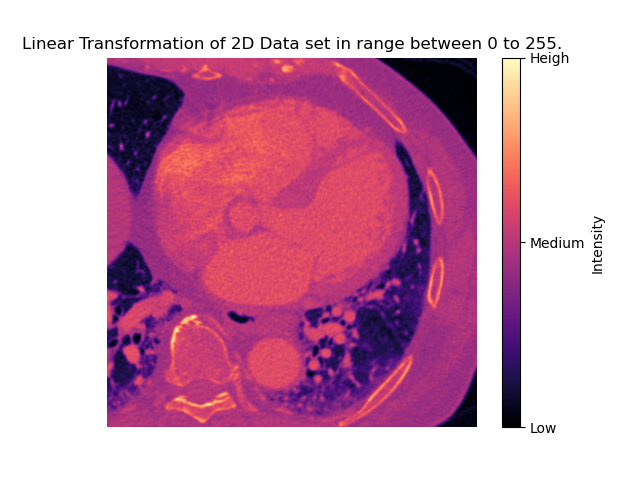 Linear Transformation of 2D Data set in range between 0 to 255.
Heigh
Medium
Low
Intensity